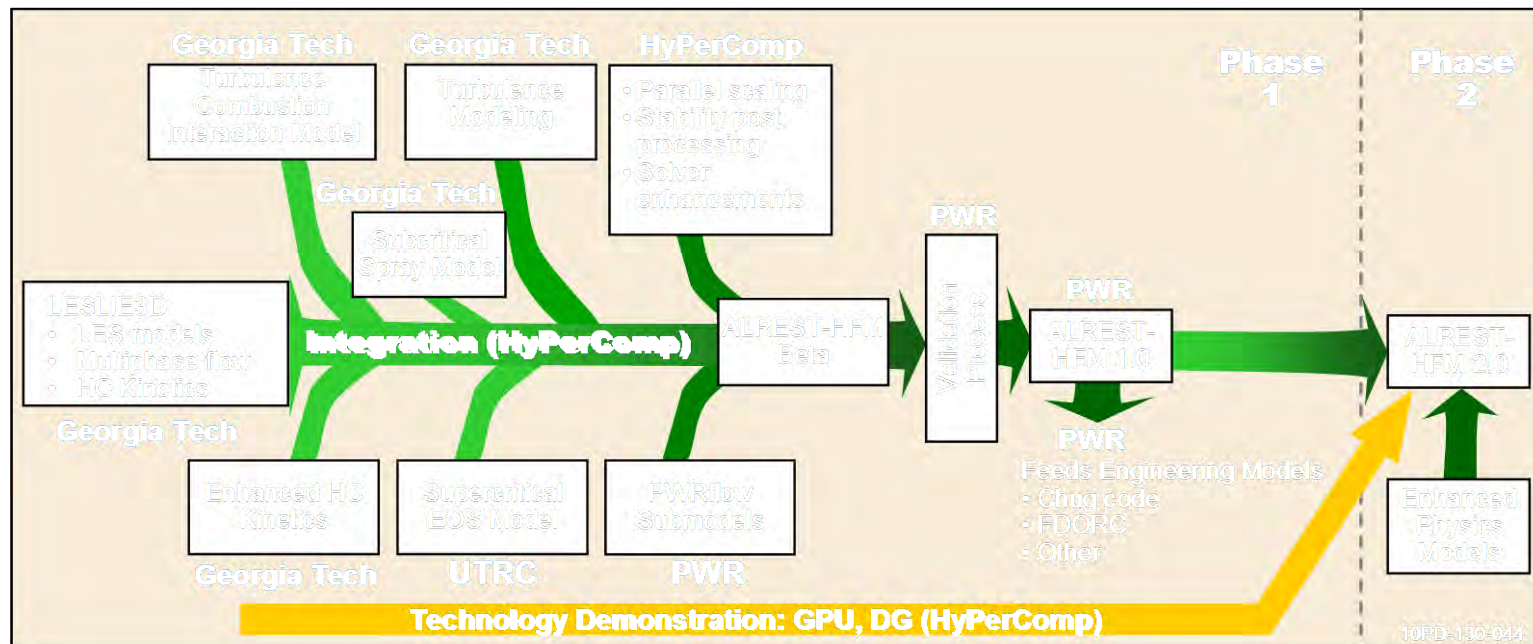 Georgia Tech
Turbulence
Combustion
Interaction Model
Georgia Tech
Turbulence
Modeling
HyPerComp
• Parallel scaling
• Stability post
processing
• Solver
enhancements
Phase
1
Phase
2
Georgia Tech
Subcritical
Spray Model
LESLIE3D
• LES models
• Multiphase flow
• HC Kinetics
Georgia Tech
Integration (HyPerComp)
ALREST-HFM
Beta
PWR
Validation
Process
PWR
ALREST-
HFM 1.0
ALREST-
HFM 2.0
PWR
Feeds Engineering Models
• Chug code
• FDORC
• Other
Enhanced HC
Kinetics
Georgia Tech
Supercritical
EOS Model
UTRC
PWRflow
Submodels
PWR
Enhanced
Physics
Models
Technology Demonstration: GPU, DG (HyPerComp)
10PD-130-044